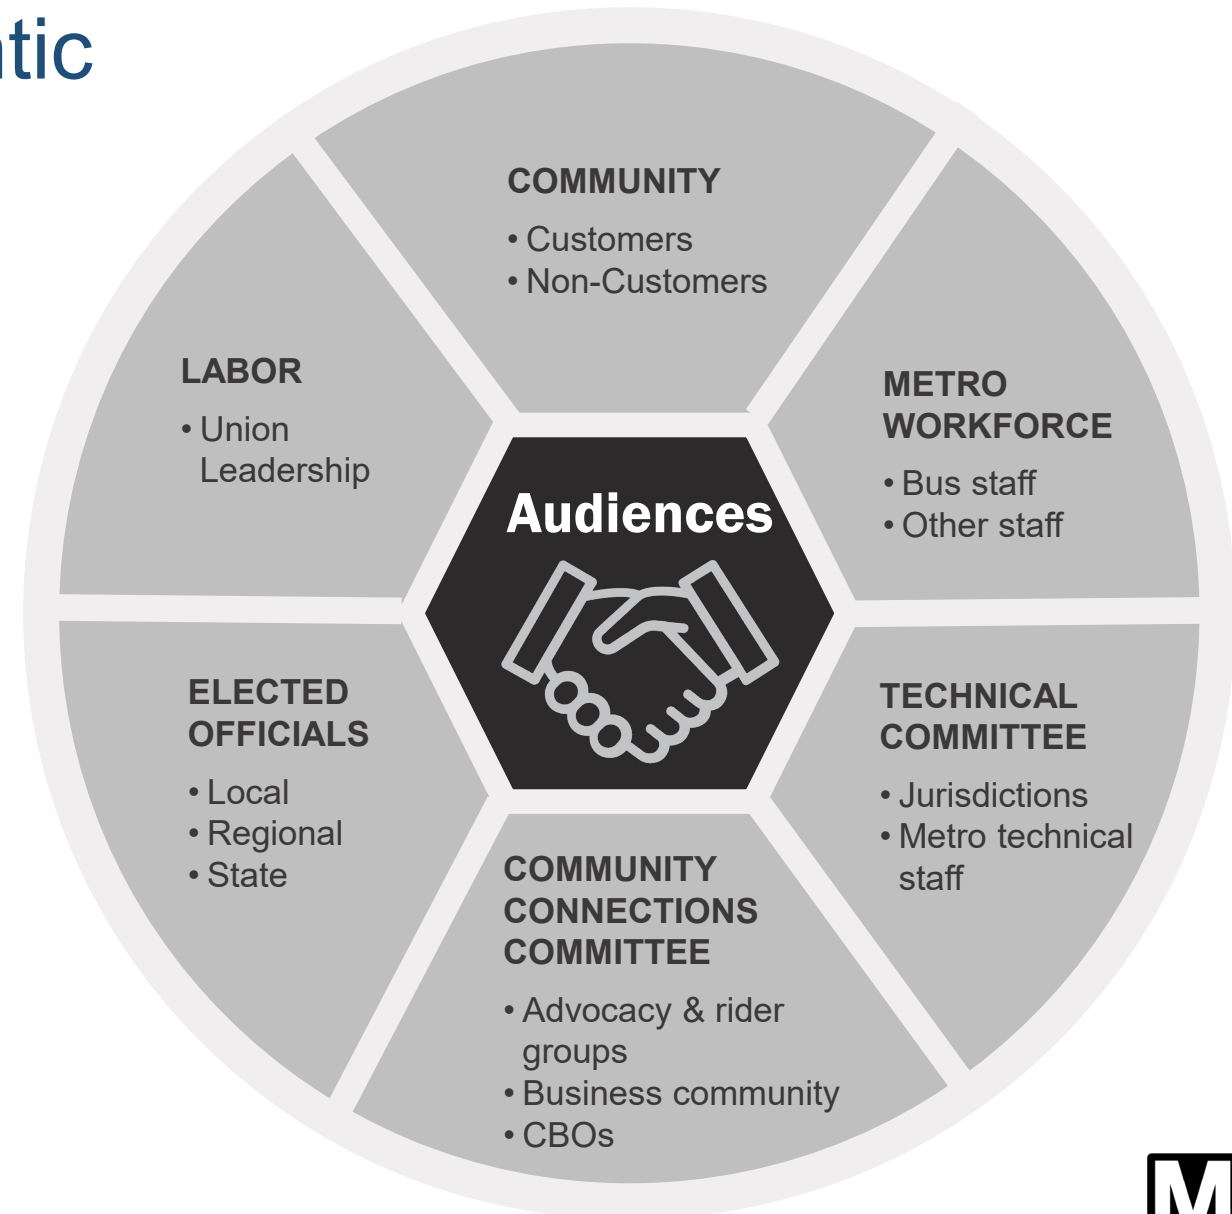 ntic
COMMUNITY
• Customers
• Non-Customers
LABOR
• Union
Leadership
METRO
WORKFORCE
• Bus staff
• Other staff
Audiences
ELECTED
OFFICIALS
• Local
• Regional
• State
TECHNICAL
COMMITTEE
• Jurisdictions
• Metro technical
staff
COMMUNITY
CONNECTIONS
COMMITTEE
• Advocacy & rider
groups
• Business community
• CBOs
M